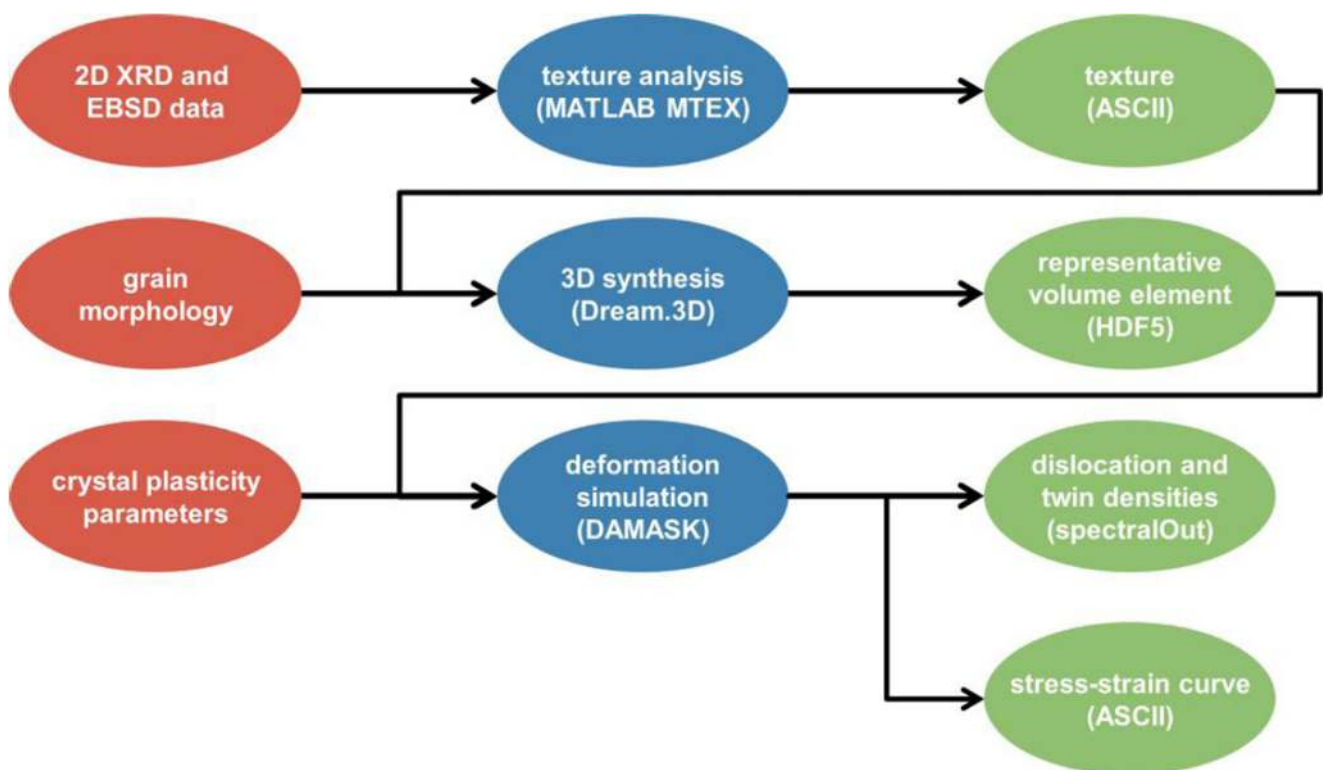 2D XRD and
EBSD data
texture analysis
(MATLAB MTEX)
texture
(ASCII)
grain
morphology
3D synthesis
(Dream.3D)
representative
volume element
(HDF5)
crystal plasticity
parameters
deformation
simulation
(DAMASK)
dislocation and
twin densities
(spectralOut)
stress-strain curve
(ASCII)